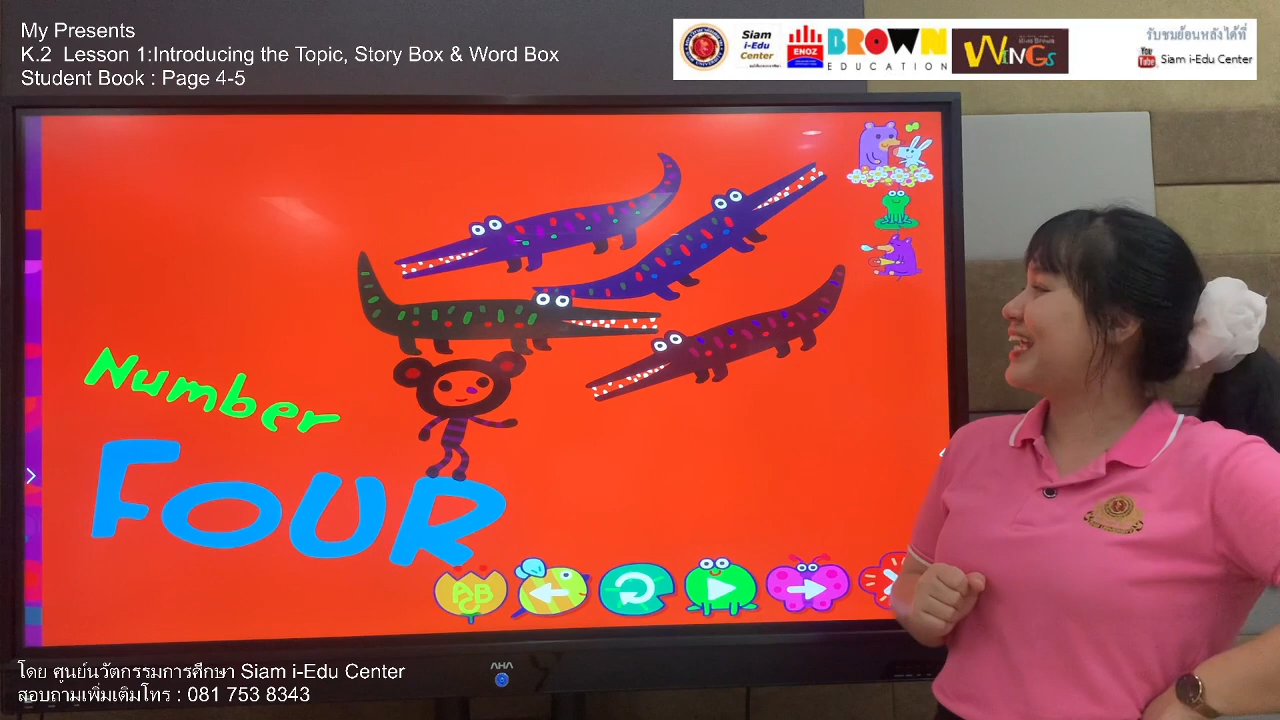 My Presents
K.2 Lesson 1:Introducing the Topic, Story Box & Word Box
Student Book : Page 4-5
Siam
i-Edu
Center
ENOZ
BROWN
EDUCATION
WiNGs
รับชมย้อนหลังได้ที่
You
Tube
Siam i-Edu Center
Number
FOUR
AHA
โดย ศูนย์นวัตกรรมการศึกษา Siam i-Edu Center
สอบถามเพิ่มเติมโทร : 081 753 8343